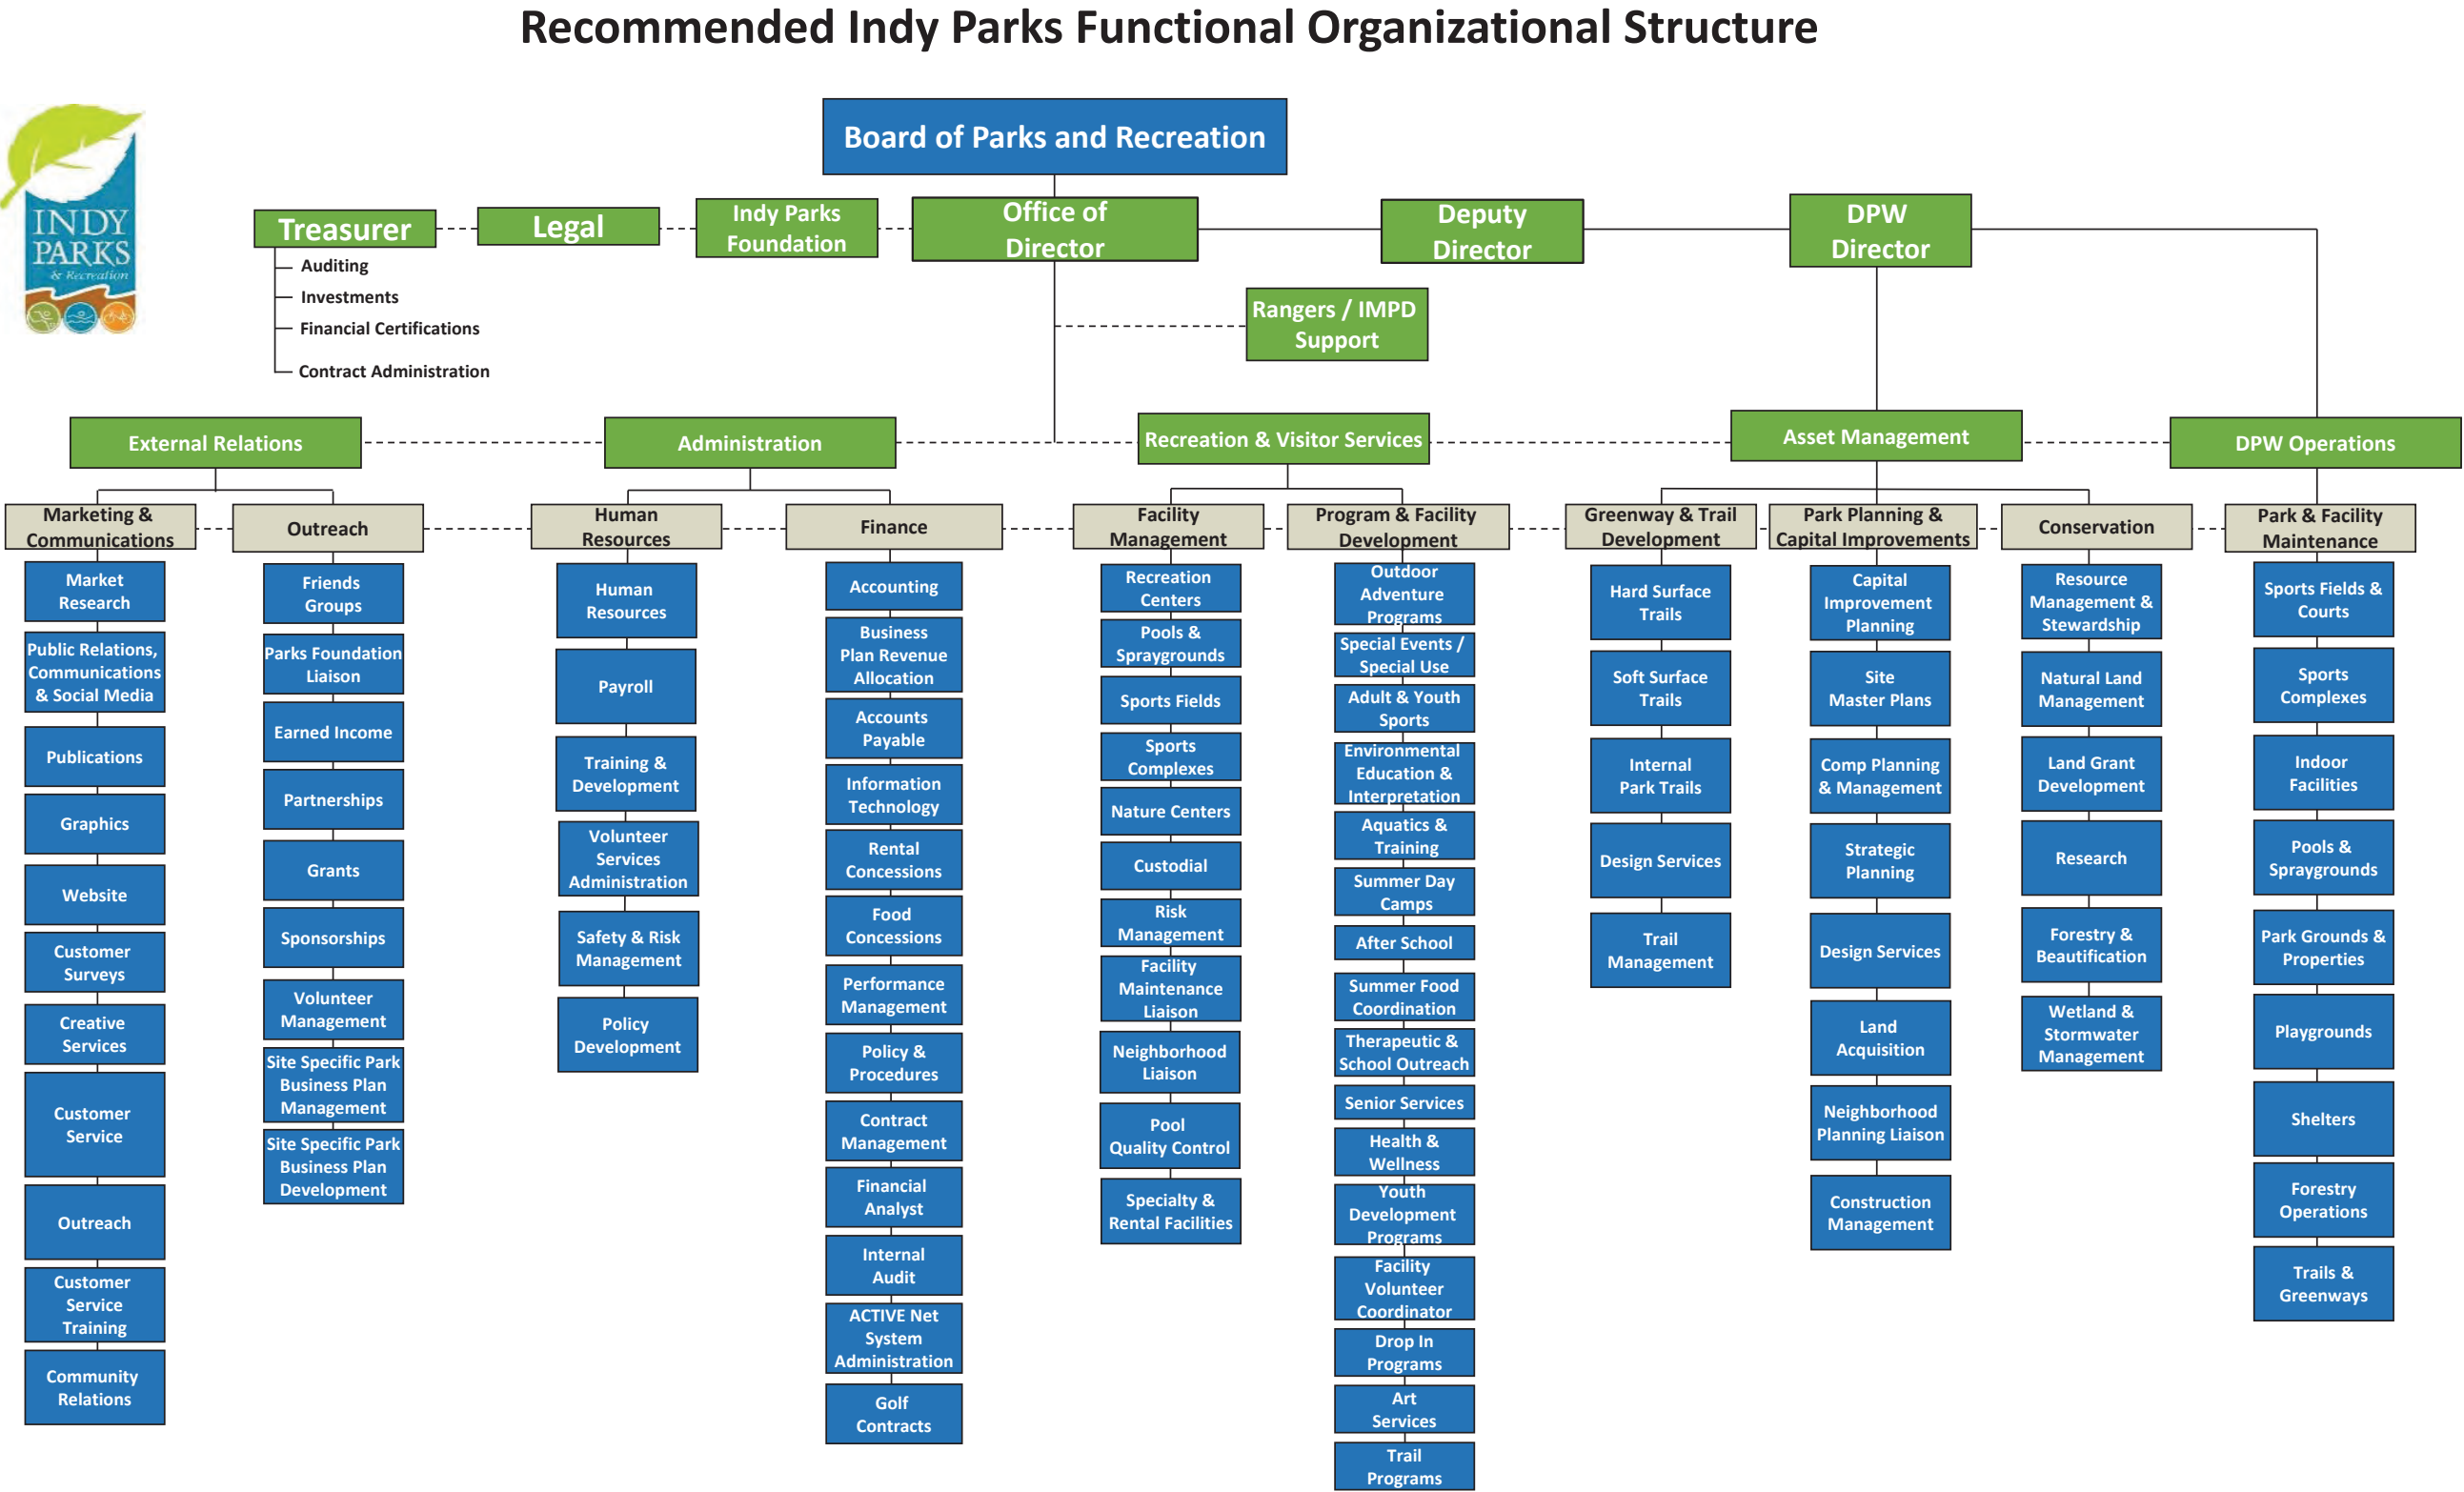 Recommended Indy Parks Functional Organizational Structure
INDY
PARKS
& Recreation
Board of Parks and Recreation
Treasurer
Legal
Indy Parks
Foundation
Office of
Director
Deputy
Director
DPW
Director
Auditing
Investments
Financial Certifications
Contract Administration
Rangers / IMPD
Support
External Relations
Administration
Recreation & Visitor Services
Asset Management
DPW Operations
Marketing &
Communications
Market
Research
Public Relations,
Communications
& Social Media
Publications
Graphics
Website
Customer
Surveys
Creative
Services
Customer
Service
Outreach
Customer
Service
Training
Community
Relations
Outreach
Friends
Groups
Parks Foundation
Liaison
Earned Income
Partnerships
Grants
Sponsorships
Volunteer
Management
Site Specific Park
Business Plan
Management
Site Specific Park
Business Plan
Development
Human
Resources
Human
Resources
Payroll
Training &
Development
Volunteer
Services
Administration
Safety & Risk
Management
Policy
Development
Finance
Accounting
Business
Plan Revenue
Allocation
Accounts
Payable
Information
Technology
Rental
Concessions
Food
Concessions
Performance
Management
Policy &
Procedures
Contract
Management
Financial
Analyst
Internal
Audit
ACTIVE Net
System
Administration
Golf
Contracts
Facility
Management
Recreation
Centers
Pools &
Spraygrounds
Sports Fields
Sports
Complexes
Nature Centers
Custodial
Risk
Management
Facility
Maintenance
Liaison
Neighborhood
Liaison
Pool
Quality Control
Specialty &
Rental Facilities
Program & Facility
Development
Outdoor
Adventure
Programs
Special Events /
Special Use
Adult & Youth
Sports
Environmental
Education &
Interpretation
Aquatics &
Training
Summer Day
Camps
After School
Summer Food
Coordination
Therapeutic &
School Outreach
Senior Services
Health &
Wellness
Youth
Development
Programs
Facility
Volunteer
Coordinator
Drop In
Programs
Art
Services
Trail
Programs
Greenway & Trail
Development
Hard Surface
Trails
Soft Surface
Trails
Internal
Park Trails
Design Services
Trail
Management
Park Planning &
Capital Improvements
Capital
Improvement
Planning
Site
Master Plans
Comp Planning
& Management
Strategic
Planning
Design Services
Land
Acquisition
Neighborhood
Planning Liaison
Construction
Management
Conservation
Resource
Management &
Stewardship
Natural Land
Management
Land Grant
Development
Research
Forestry &
Beautification
Wetland &
Stormwater
Management
Park & Facility
Maintenance
Sports Fields &
Courts
Sports
Complexes
Indoor
Facilities
Pools &
Spraygrounds
Park Grounds &
Properties
Playgrounds
Shelters
Forestry
Operations
Trails &
Greenways